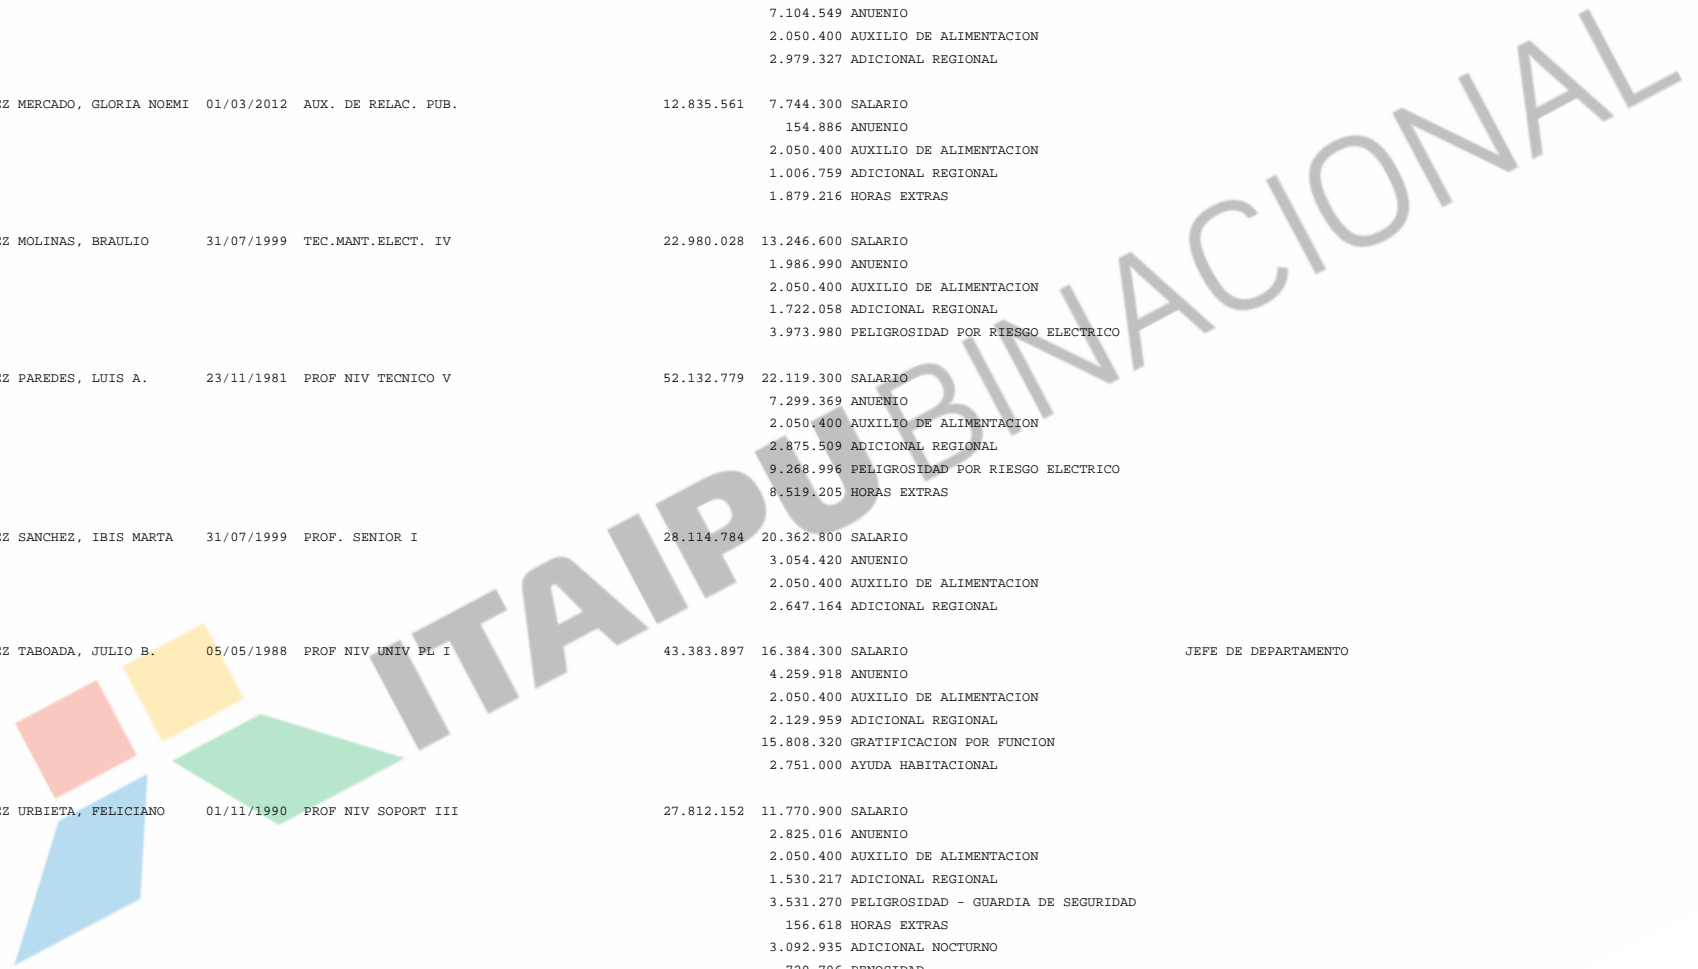 7.104.549 ANUENIO
2.050.400 AUXILIO DE ALIMENTACION
2.979.327 ADICIONAL REGIONAL
EZ MERCADO, GLORIA NOEMI 01/03/2012 AUX. DE RELAC. PUB. 12.835.561 7.744.300 SALARIO
154.886 ANUENIO
2.050.400 AUXILIO DE ALIMENTACION
1.006.759 ADICIONAL REGIONAL
1.879.216 HORAS EXTRAS
EZ MOLINAS, BRAULIO 31/07/1999 TEC.MANT.ELECT. IV 22.980.028 13.246.600 SALARIO
1.986.990 ANUENIO
2.050.400 AUXILIO DE ALIMENTACION
1.722.058 ADICIONAL REGIONAL
3.973.980 PELIGROSIDAD POR RIESGO ELECTRICO
EZ PAREDES, LUIS A. 23/11/1981 PROF NIV TECNICO V 52.132.779 22.119.300 SALARIO
7.299.369 ANUENIO
2.050.400 AUXILIO DE ALIMENTACION
2.875.509 ADICIONAL REGIONAL
9.268.996 PELIGROSIDAD POR RIESGO ELECTRICO
8.519.205 HORAS EXTRAS
EZ SANCHEZ, IBIS MARTA 31/07/1999 PROF. SENIOR I 28.114.784 20.362.800 SALARIO
3.054.420 ANUENIO
2.050.400 AUXILIO DE ALIMENTACION
2.647.164 ADICIONAL REGIONAL
EZ TABOADA, JULIO B. 05/05/1988 PROF NIV UNIV PL I 43.383.897 16.384.300 SALARIO JEFE DE DEPARTAMENTO
4.259.918 ANUENIO
2.050.400 AUXILIO DE ALIMENTACION
2.129.959 ADICIONAL REGIONAL
15.808.320 GRATIFICACION POR FUNCION
2.751.000 AYUDA HABITACIONAL
EZ URBIETA, FELICIANO 01/11/1990 PROF NIV SOPORT III 27.812.152 11.770.900 SALARIO
2.825.016 ANUENIO
2.050.400 AUXILIO DE ALIMENTACION
1.530.217 ADICIONAL REGIONAL
3.531.270 PELIGROSIDAD - GUARDIA DE SEGURIDAD
156.618 HORAS EXTRAS
3.092.935 ADICIONAL NOCTURNO
PENOSIDAD
ITAIPU BINACIONAL